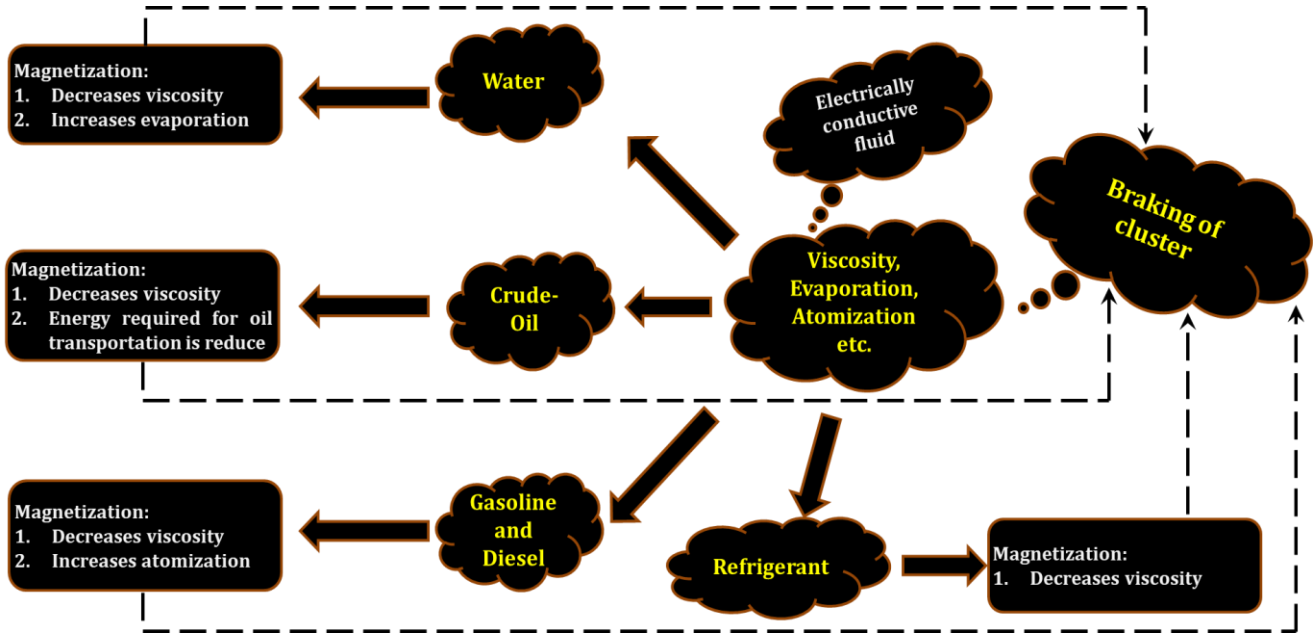 Magnetization:
1. Decreases viscosity
2. Increases evaporation
Water
Electrically
conductive
fluid
Braking of
cluster
Magnetization:
1. Decreases viscosity
2. Energy required for oil
transportation is reduce
Crude-
Oil
Viscosity,
Evaporation,
Atomization
etc.
Magnetization:
1. Decreases viscosity
2. Increases atomization
Gasoline
and
Diesel
Refrigerant
Magnetization:
1. Decreases viscosity